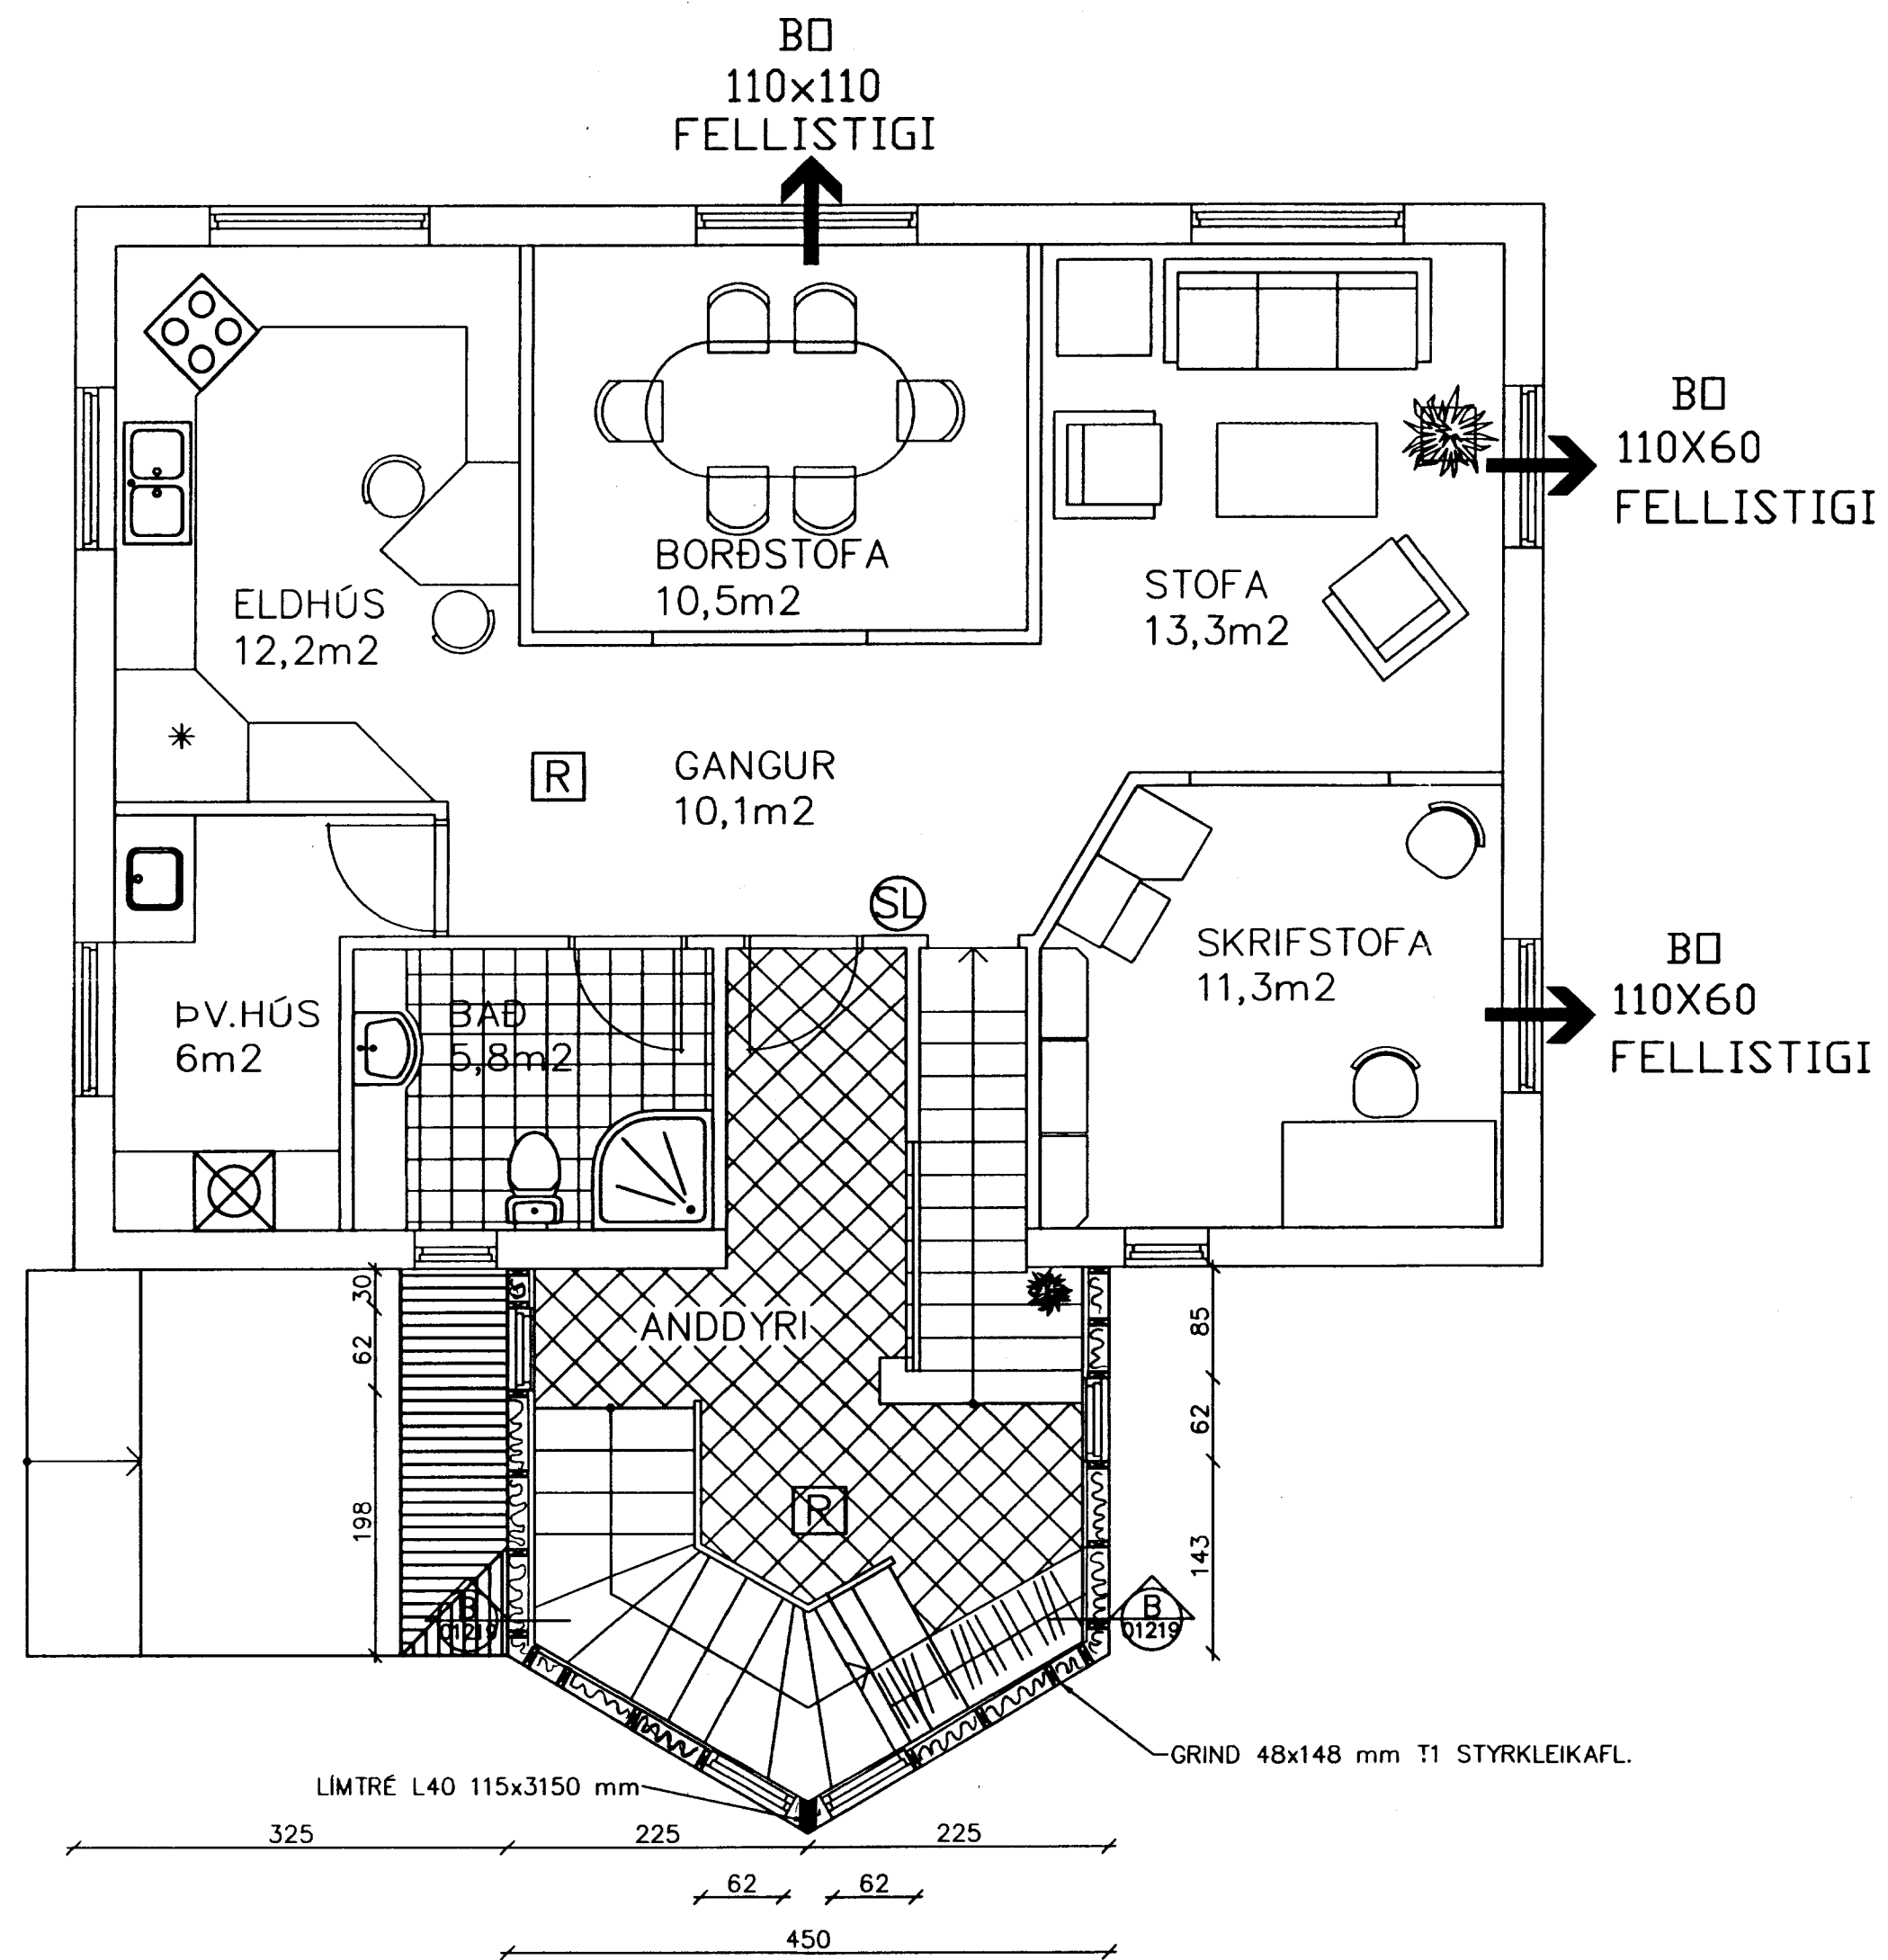 BO
110x110
FELLISTIGI
BO
110X60
FELLISTIGI
BORÐSTOFA
10,5m2
STOFA
13,3m2
ELDHÚS
12,2m2
R
GANGUR
10,1m2
SL
SKRIFSTOFA
11,3m2
BO
110X60
FELLISTIGI
ÞV.HÚS
6m2
BAÐ
5,8m2
ANDDYRI
30
62
198
85
62
143
R
B
01219
B
01219
GRIND 48x148 mm T1 STYRKLEIKAFL.
LÍMTRÉ L40 115x3150 mm
325
225
225
62
62
450